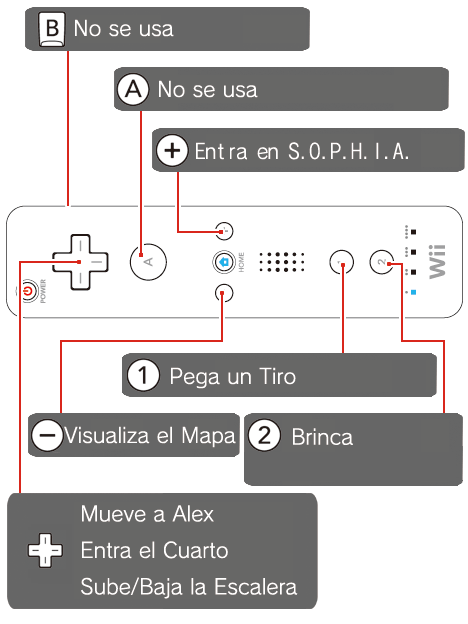 B No se usa
A No se usa
+ Entra en S.O.P.H.I.A.
A
HOME
POWER
1
2
Wii
1 Pega un Tiro
− Visualiza el Mapa
2 Brinca
Mueve a Alex
Entra el Cuarto
Sube/Baja la Escalera